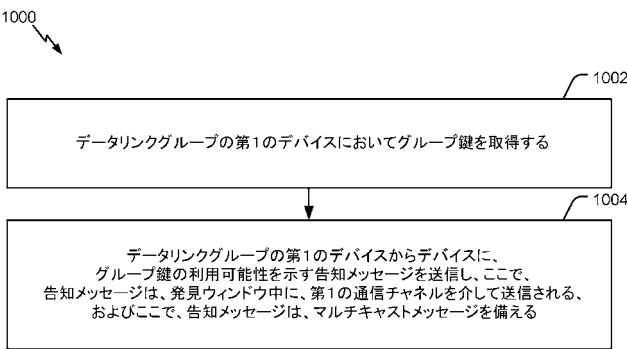 1000
1002
データリンクグループの第1のデバイスにおいてグループ鍵を取得する
1004
データリンクグループの第1のデバイスからデバイスに、
グループ鍵の利用可能性を示す告知メッセージを送信し、ここで、
告知メッセージは、発見ウィンドウ中に、第1の通信チャネルを介して送信される、
およびここで、告知メッセージは、マルチキャストメッセージを備える